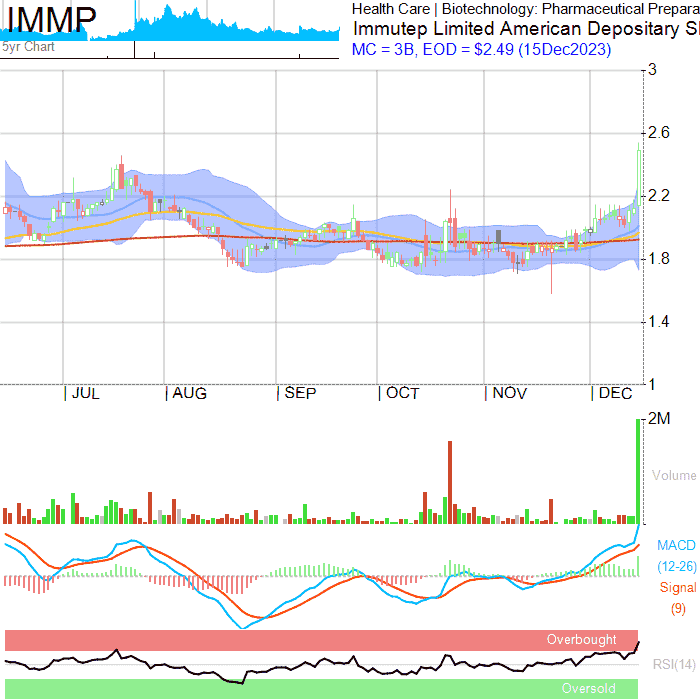 IMMP
5yr Chart
Health Care | Biotechnology: Pharmaceutical Prepara
Immutep Limited American Depositary S
MC = 3B, EOD = $2.49 (15Dec2023)
3
2.6
2.2
1.8
1.4
1
JUL AUG SEP OCT NOV DEC
2M
Volume
MACD
(12-26)
Signal
(9)
Overbought
RSI(14)
Oversold